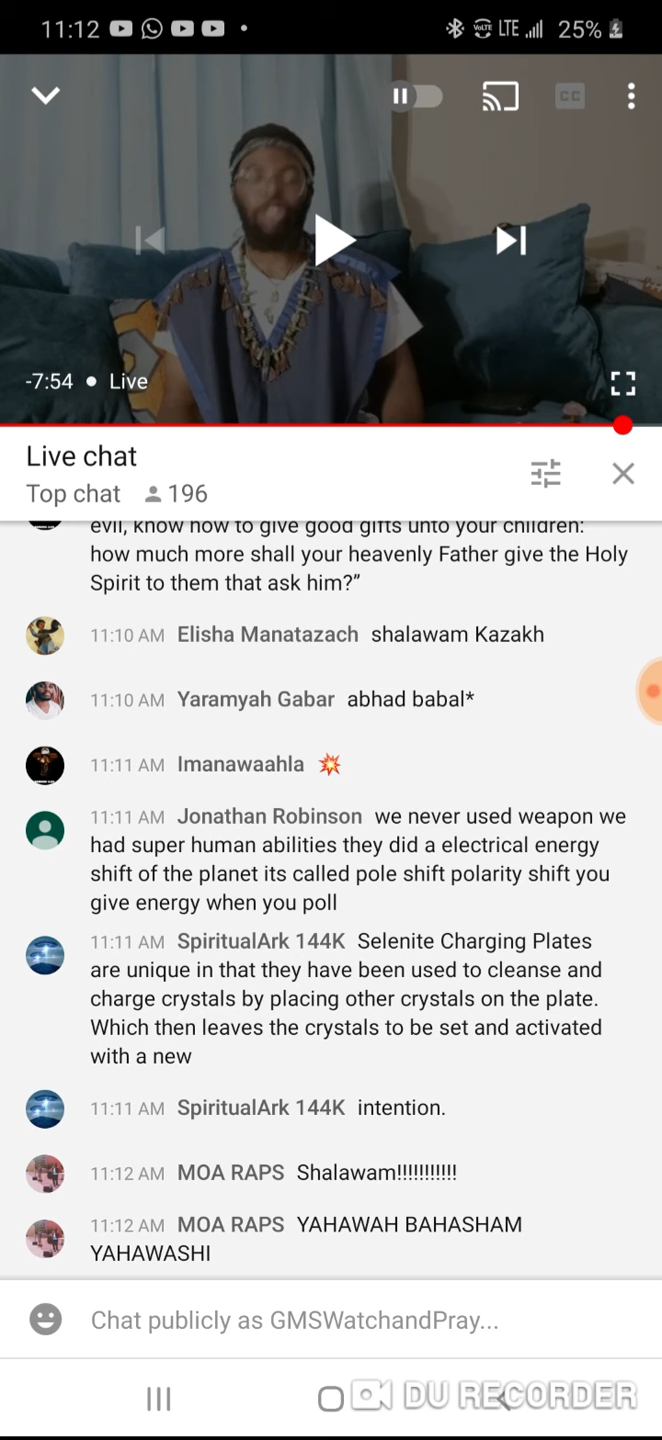 11:12
LTE 25%
CC
-7:54 • Live
Live chat
Top chat 196
evil, know how to give good gifts unto your children:
how much more shall your heavenly Father give the Holy
Spirit to them that ask him?”
11:10 AM Elisha Manatazach shalawam Kazakh
11:10 AM Yaramyah Gabar abhad babal*
11:11 AM Imanawaahla 💥
11:11 AM Jonathan Robinson we never used weapon we
had super human abilities they did a electrical energy
shift of the planet its called pole shift polarity shift you
give energy when you poll
11:11 AM SpiritualArk 144K Selenite Charging Plates
are unique in that they have been used to cleanse and
charge crystals by placing other crystals on the plate.
Which then leaves the crystals to be set and activated
with a new
11:11 AM SpiritualArk 144K intention.
11:12 AM MOA RAPS Shalawam!!!!!!!!!!!
11:12 AM MOA RAPS YAHAWAH BAHASHAM
YAHAWASHI
Chat publicly as GMSWatchandPray...
DU RECORDER